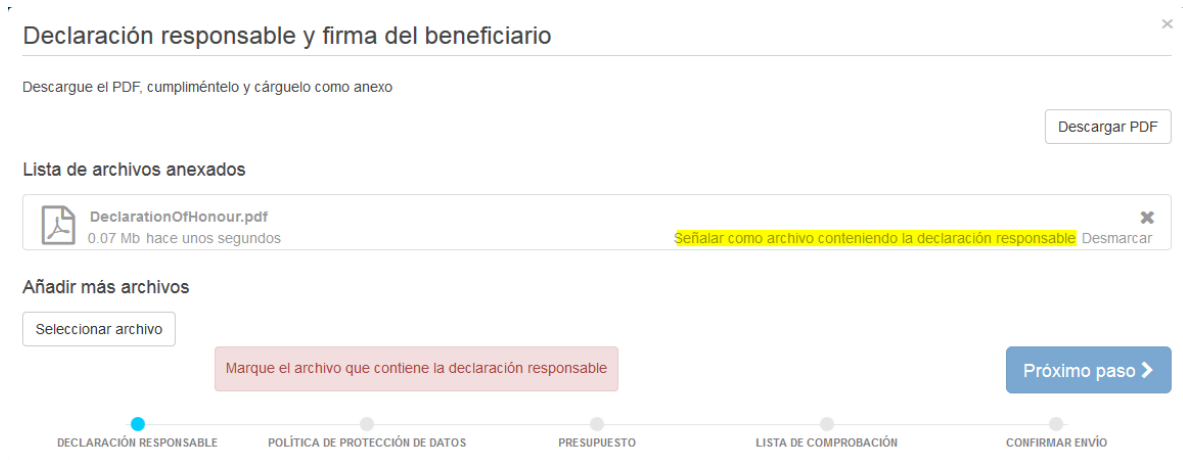 Declaración responsable y firma del beneficiario
×
Descargue el PDF, cumpliméntelo y cárguelo como anexo
Descargar PDF
Lista de archivos anexados
DeclarationOfHonour.pdf
0.07 Mb hace unos segundos
Señalar como archivo conteniendo la declaración responsable Desmarcar
Añadir más archivos
Seleccionar archivo
Marque el archivo que contiene la declaración responsable
Próximo paso
DECLARACIÓN RESPONSABLE
POLÍTICA DE PROTECCIÓN DE DATOS
PRESUPUESTO
LISTA DE COMPROBACIÓN
CONFIRMAR ENVÍO